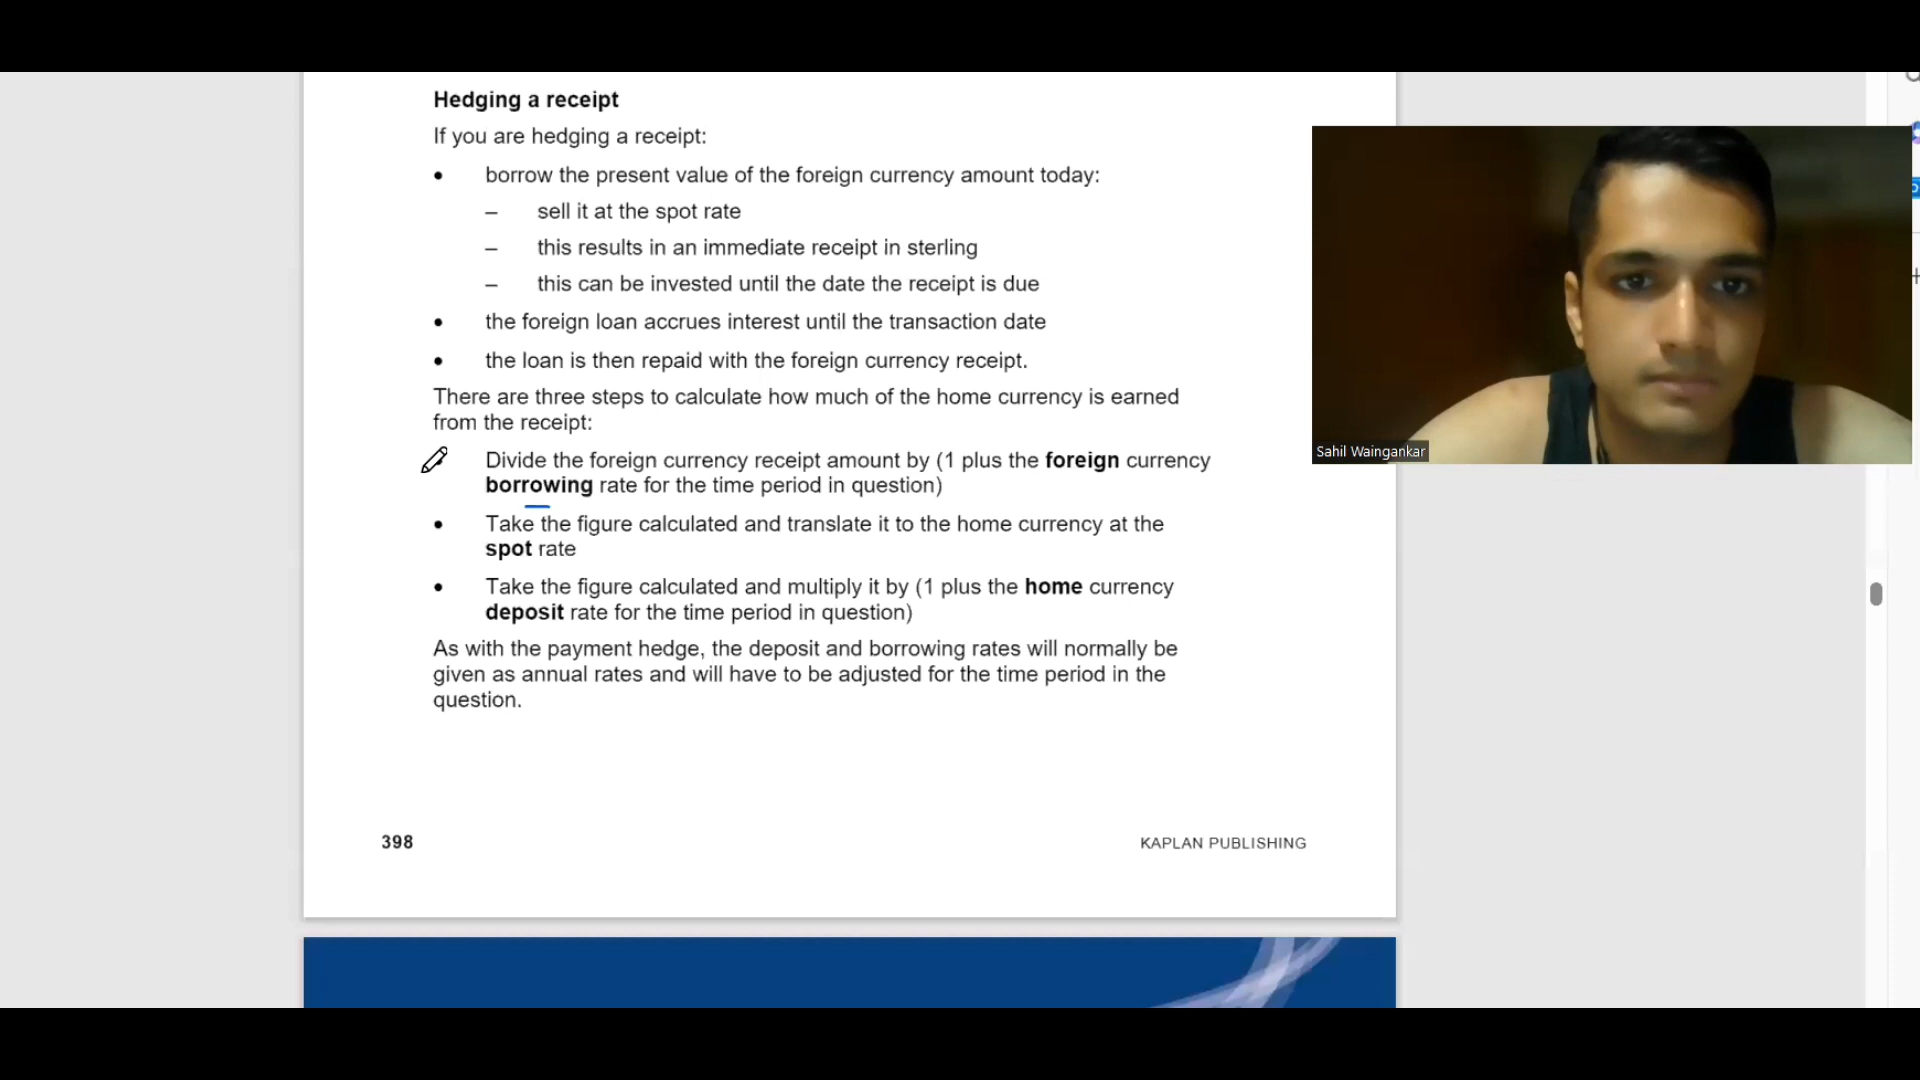 Hedging a receipt
If you are hedging a receipt:
• borrow the present value of the foreign currency amount today:
– sell it at the spot rate
– this results in an immediate receipt in sterling
– this can be invested until the date the receipt is due
• the foreign loan accrues interest until the transaction date
• the loan is then repaid with the foreign currency receipt.
There are three steps to calculate how much of the home currency is earned
from the receipt:
Divide the foreign currency receipt amount by (1 plus the foreign currency
borrowing rate for the time period in question)
• Take the figure calculated and translate it to the home currency at the
spot rate
• Take the figure calculated and multiply it by (1 plus the home currency
deposit rate for the time period in question)
As with the payment hedge, the deposit and borrowing rates will normally be
given as annual rates and will have to be adjusted for the time period in the
question.
398
KAPLAN PUBLISHING
Sahil Waingankar